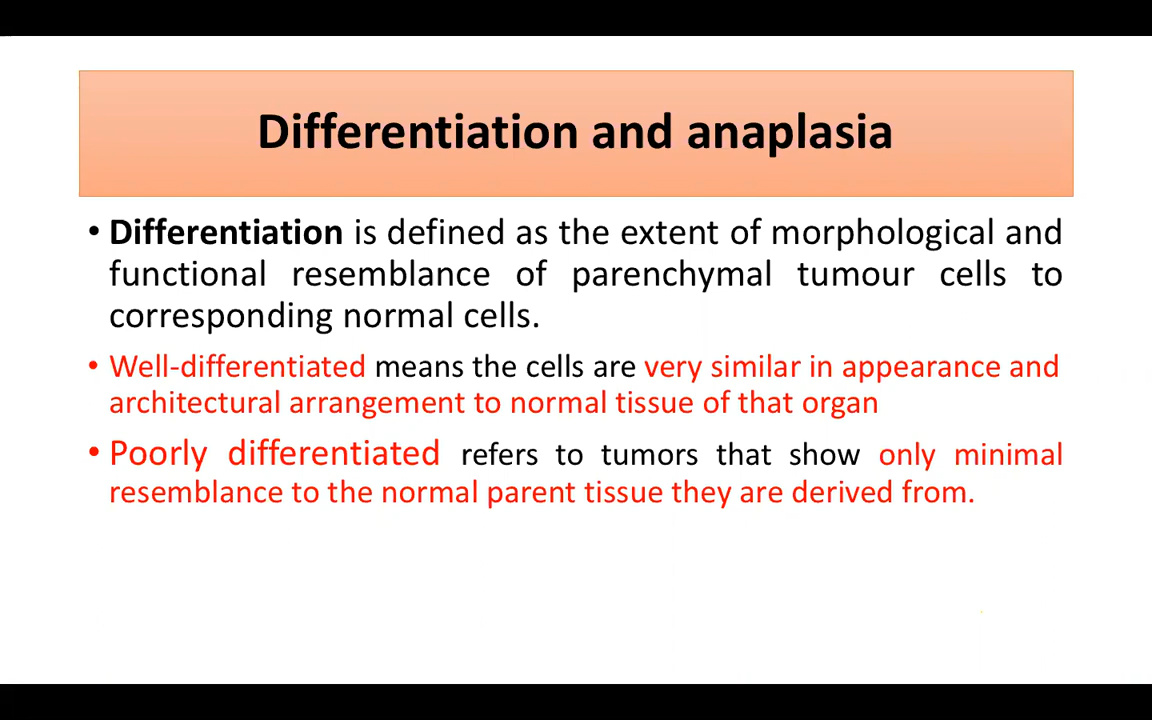 Differentiation and anaplasia
• Differentiation is defined as the extent of morphological and
functional resemblance of parenchymal tumour cells to
corresponding normal cells.
• Well-differentiated means the cells are very similar in appearance and
architectural arrangement to normal tissue of that organ
• Poorly differentiated refers to tumors that show only minimal
resemblance to the normal parent tissue they are derived from.